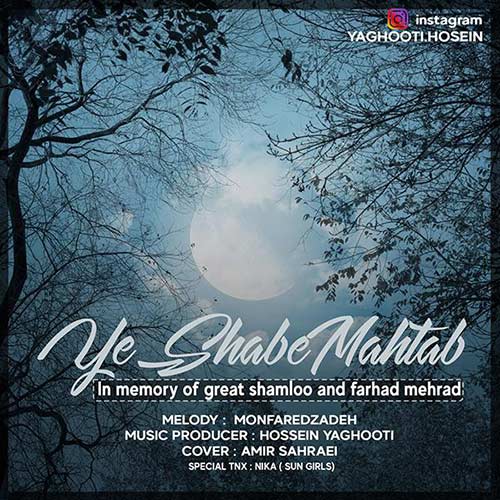 instagram
YAGHOOTI.HOSEIN
Ye Shabe Mahtab
In memory of great shamloo and farhad mehrad
MELODY : MONFAREDZADEH
MUSIC PRODUCER : HOSSEIN YAGHOOTI
COVER : AMIR SAHRAEI
SPECIAL TNX : NIKA ( SUN GIRLS)